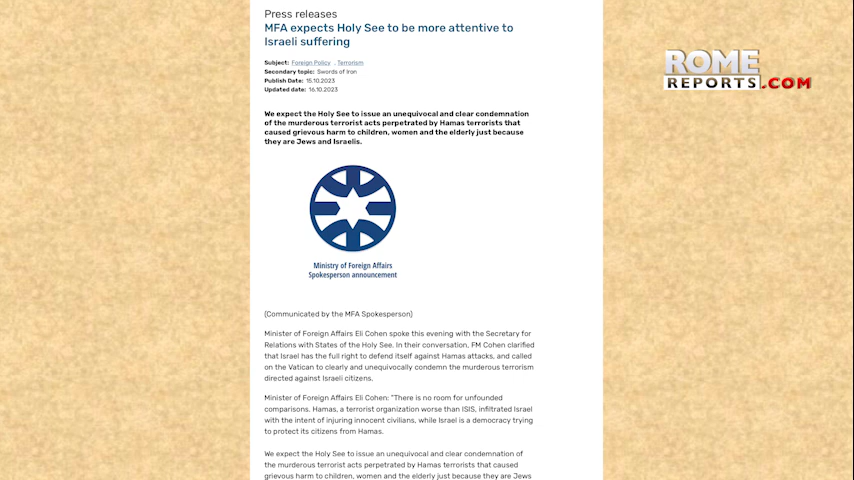 Press releases
MFA expects Holy See to be more attentive to
Israeli suffering
Subject: Foreign Policy , Terrorism
Secondary topic: Swords of Iron
Publish Date: 15.10.2023
Updated date: 16.10.2023
We expect the Holy See to issue an unequivocal and clear condemnation
of the murderous terrorist acts perpetrated by Hamas terrorists that
caused grievous harm to children, women and the elderly just because
they are Jews and Israelis.
Ministry of Foreign Affairs
Spokesperson announcement
(Communicated by the MFA Spokesperson)
Minister of Foreign Affairs Eli Cohen spoke this evening with the Secretary for
Relations with States of the Holy See. In their conversation, FM Cohen clarified
that Israel has the full right to defend itself against Hamas attacks, and called
on the Vatican to clearly and unequivocally condemn the murderous terrorism
directed against Israeli citizens.
Minister of Foreign Affairs Eli Cohen: "There is no room for unfounded
comparisons. Hamas, a terrorist organization worse than ISIS, infiltrated Israel
with the intent of injuring innocent civilians, while Israel is a democracy trying
to protect its citizens from Hamas.
We expect the Holy See to issue an unequivocal and clear condemnation of
the murderous terrorist acts perpetrated by Hamas terrorists that caused
grievous harm to children, women and the elderly just because they are Jews
ROME
REPORTS.COM